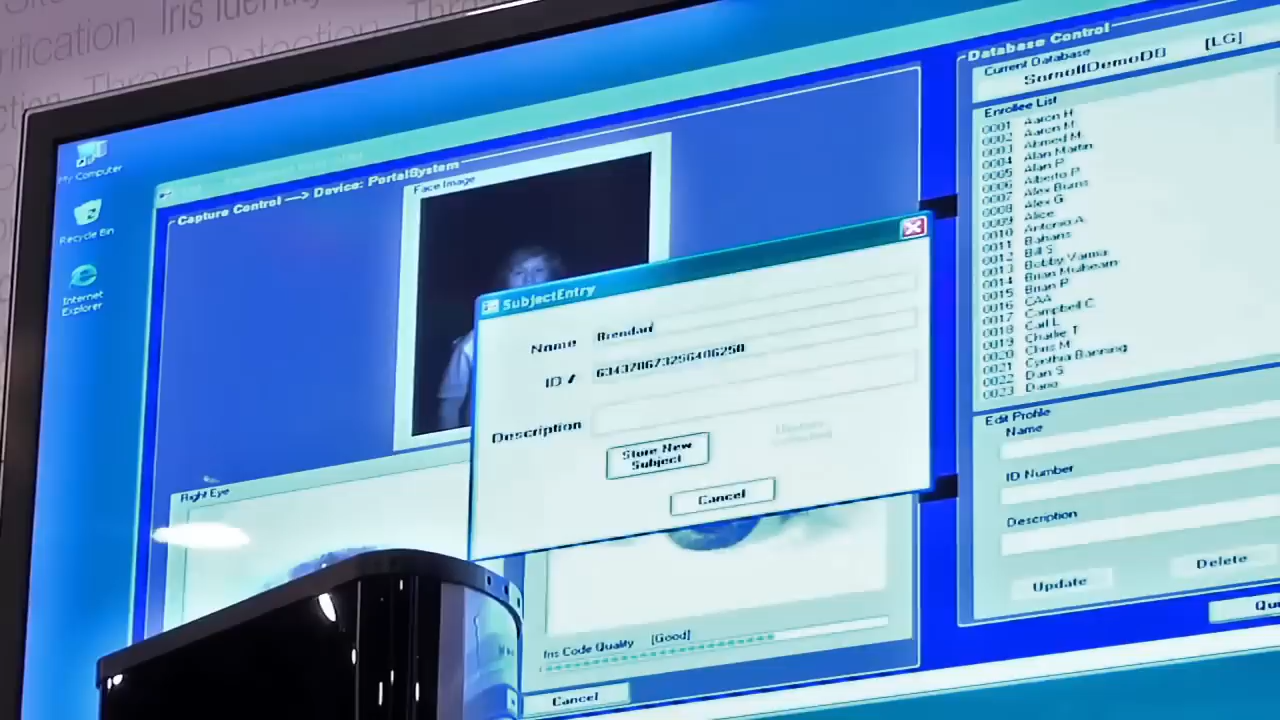 rification Iris Identity
Threat Detection
My Computer
Recycle Bin
Internet
Explorer
Capture Control --> Device: PortalSystem
Face Image
Right Eye
SubjectEntry
Name Brendan
ID #
Description
Store New
Subject
Cancel
Iris Code Quality [Good]
Cancel
Database Control
Current Database [LG]
Enrollee List
0001 Aaron H
0002 Aaron M
0003 Ahmed M.
0004 Alan Martin
0005 Alan P
0006 Alberto P
0007 Alex Burns
0008 Alex G
0009 Alice
0010 Antonio A.
0011 Bahans
0012 Bill S
0013 Bobby Varma
0014 Brian Mulhearn
0015 Brian P
0016 CAA
0017 Campbell C
0018 Carl L
0019 Charlie T
0020 Chris M
0021 Cynthia Banning
0022 Dan S
0023
Edit Profile
Name
ID Number
Description
Update Delete